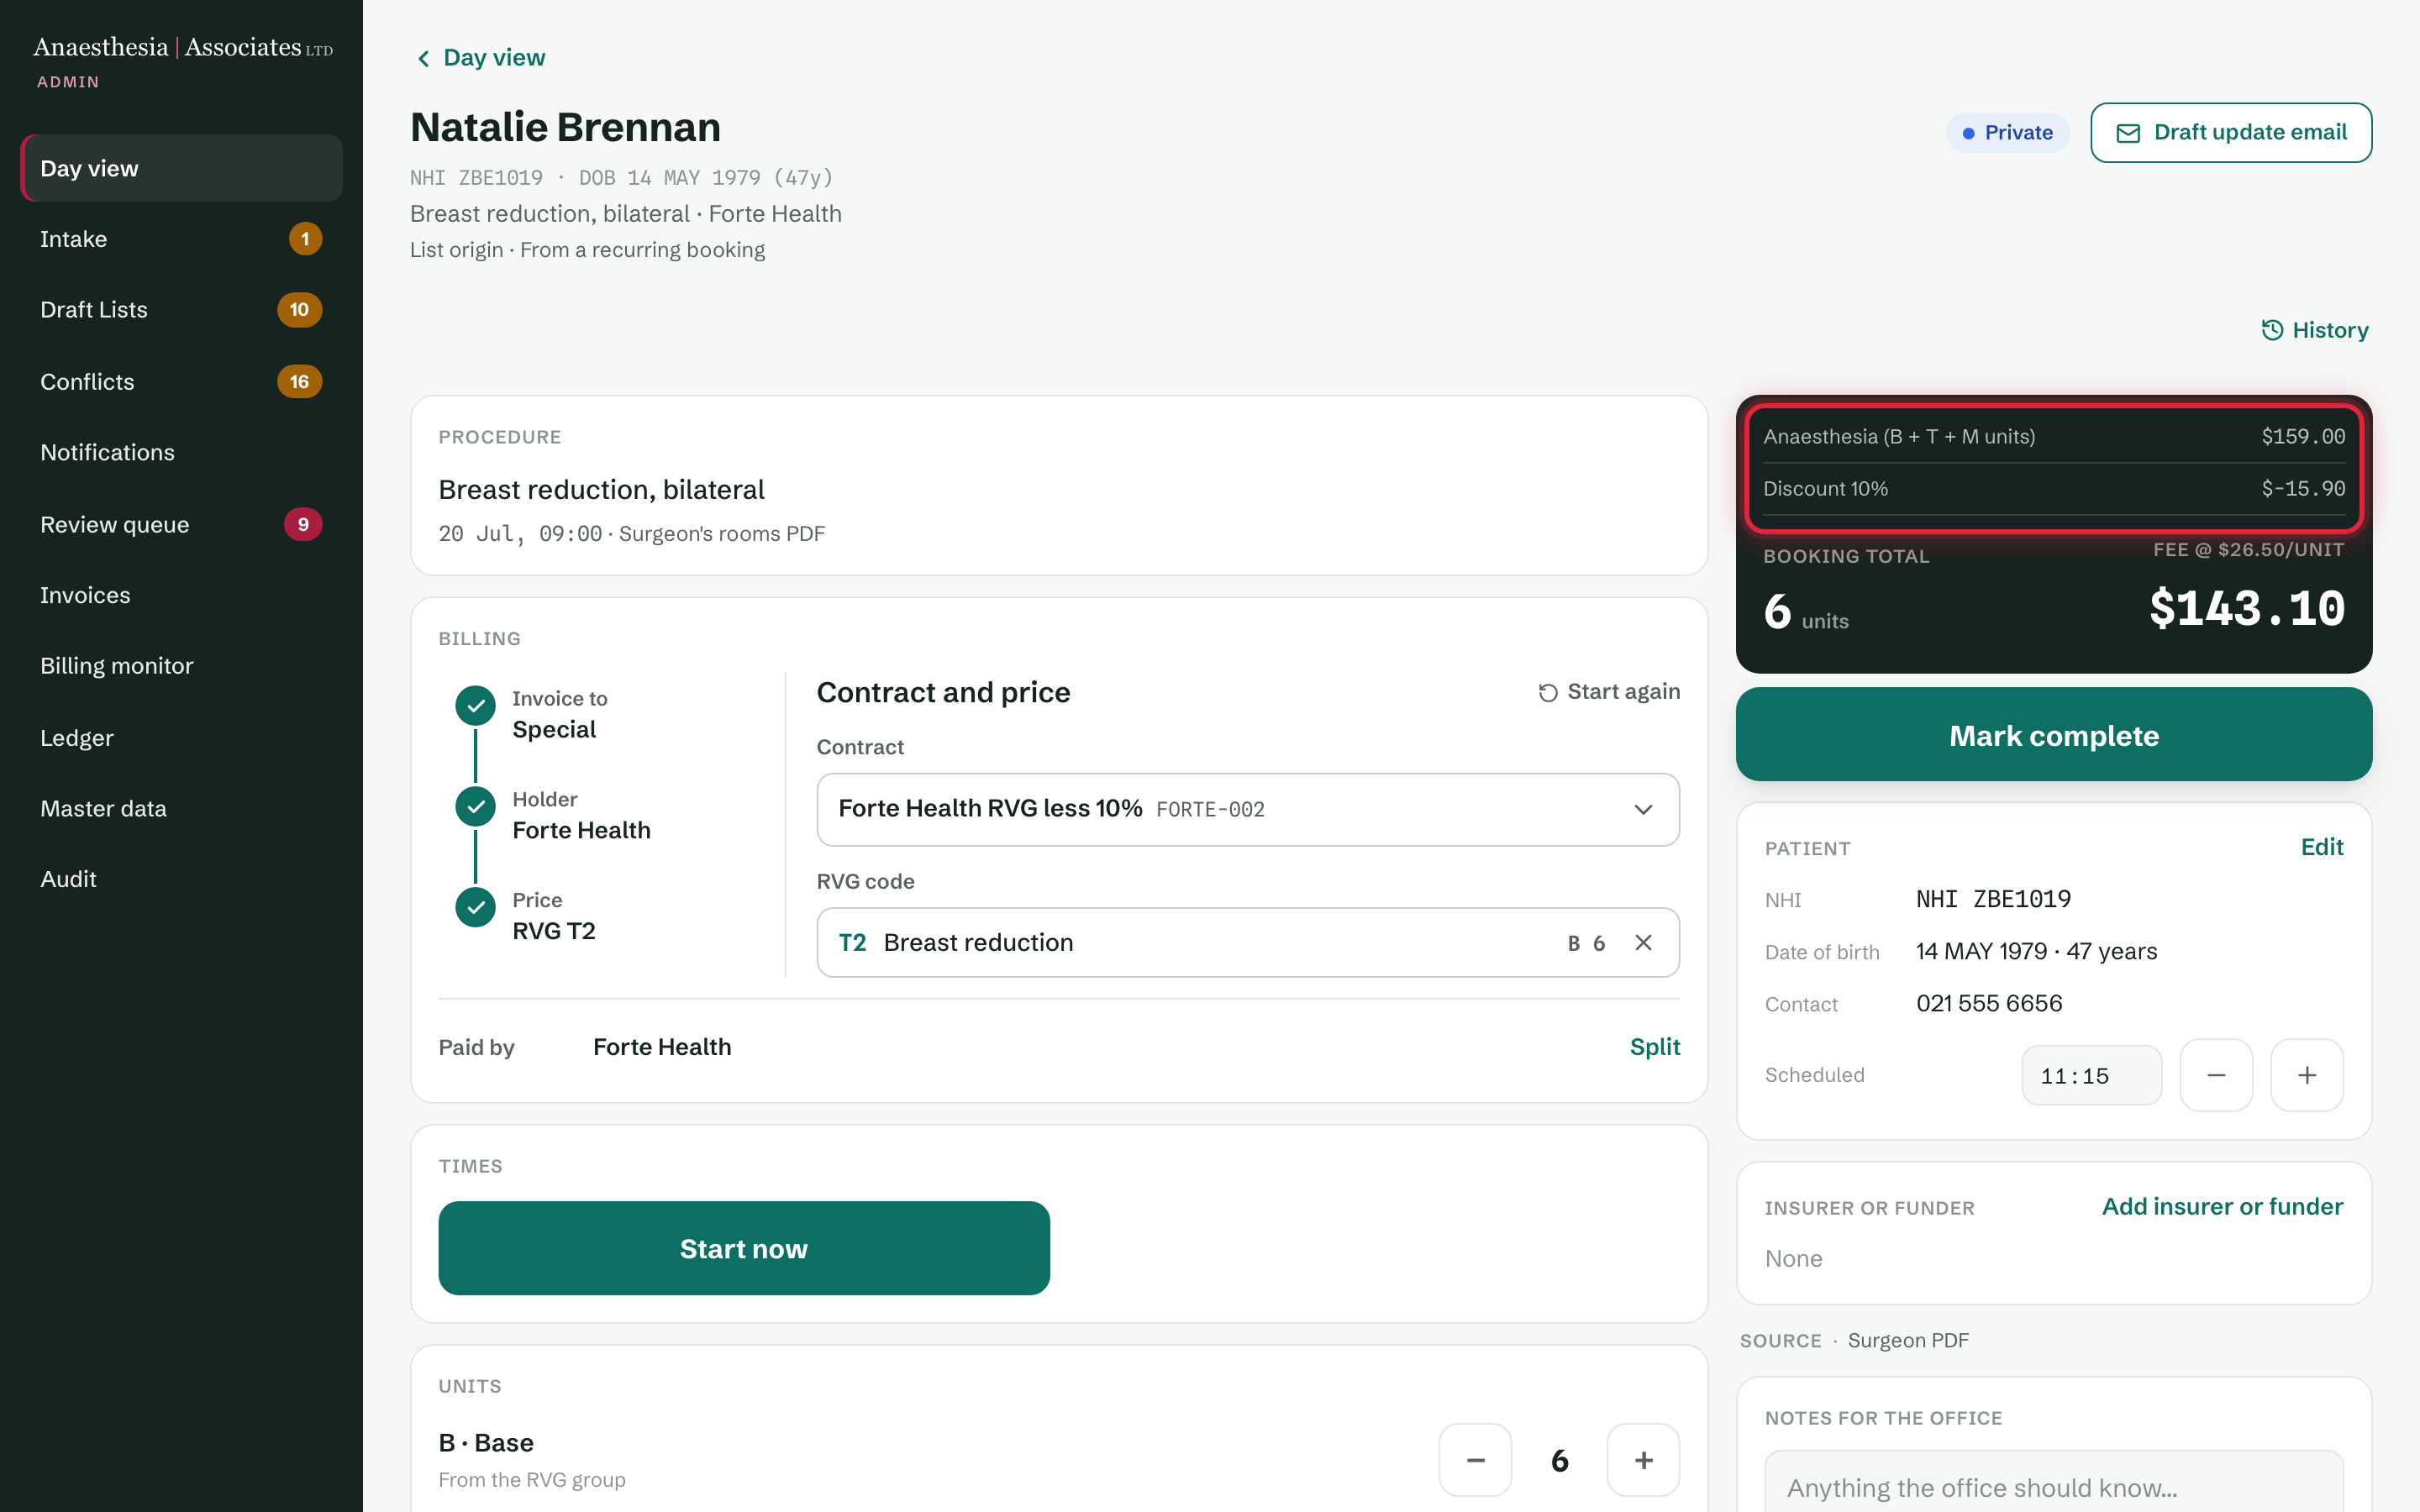 Anaesthesia | Associates LTD
ADMIN
Day view
Intake 1
Draft Lists 10
Conflicts 16
Notifications
Review queue 9
Invoices
Billing monitor
Ledger
Master data
Audit
Day view
Natalie Brennan
NHI ZBE1019 · DOB 14 MAY 1979 (47y)
Breast reduction, bilateral · Forte Health
List origin · From a recurring booking
Private
Draft update email
History
PROCEDURE
Breast reduction, bilateral
20 Jul, 09:00 · Surgeon's rooms PDF
BILLING
Invoice to
Special
Holder
Forte Health
Price
RVG T2
Contract and price
Start again
Contract
Forte Health RVG less 10% FORTE-002
RVG code
T2 Breast reduction B 6
Paid by Forte Health Split
TIMES
Start now
UNITS
B · Base
From the RVG group
6
Anaesthesia (B + T + M units) $159.00
Discount 10% $-15.90
BOOKING TOTAL FEE @ $26.50/UNIT
6 units $143.10
Mark complete
PATIENT Edit
NHI NHI ZBE1019
Date of birth 14 MAY 1979 · 47 years
Contact 021 555 6656
Scheduled 11:15
INSURER OR FUNDER Add insurer or funder
None
SOURCE · Surgeon PDF
NOTES FOR THE OFFICE
Anything the office should know...